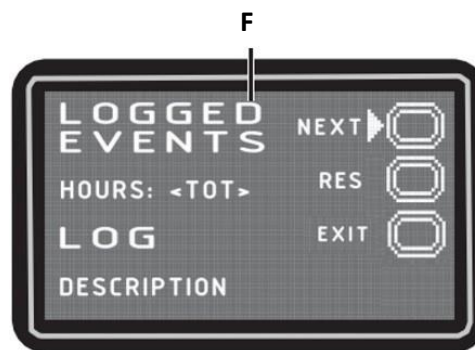 F
LOGGED
EVENTS
NEXT
HOURS: <TOT>
RES
LOG
EXIT
DESCRIPTION